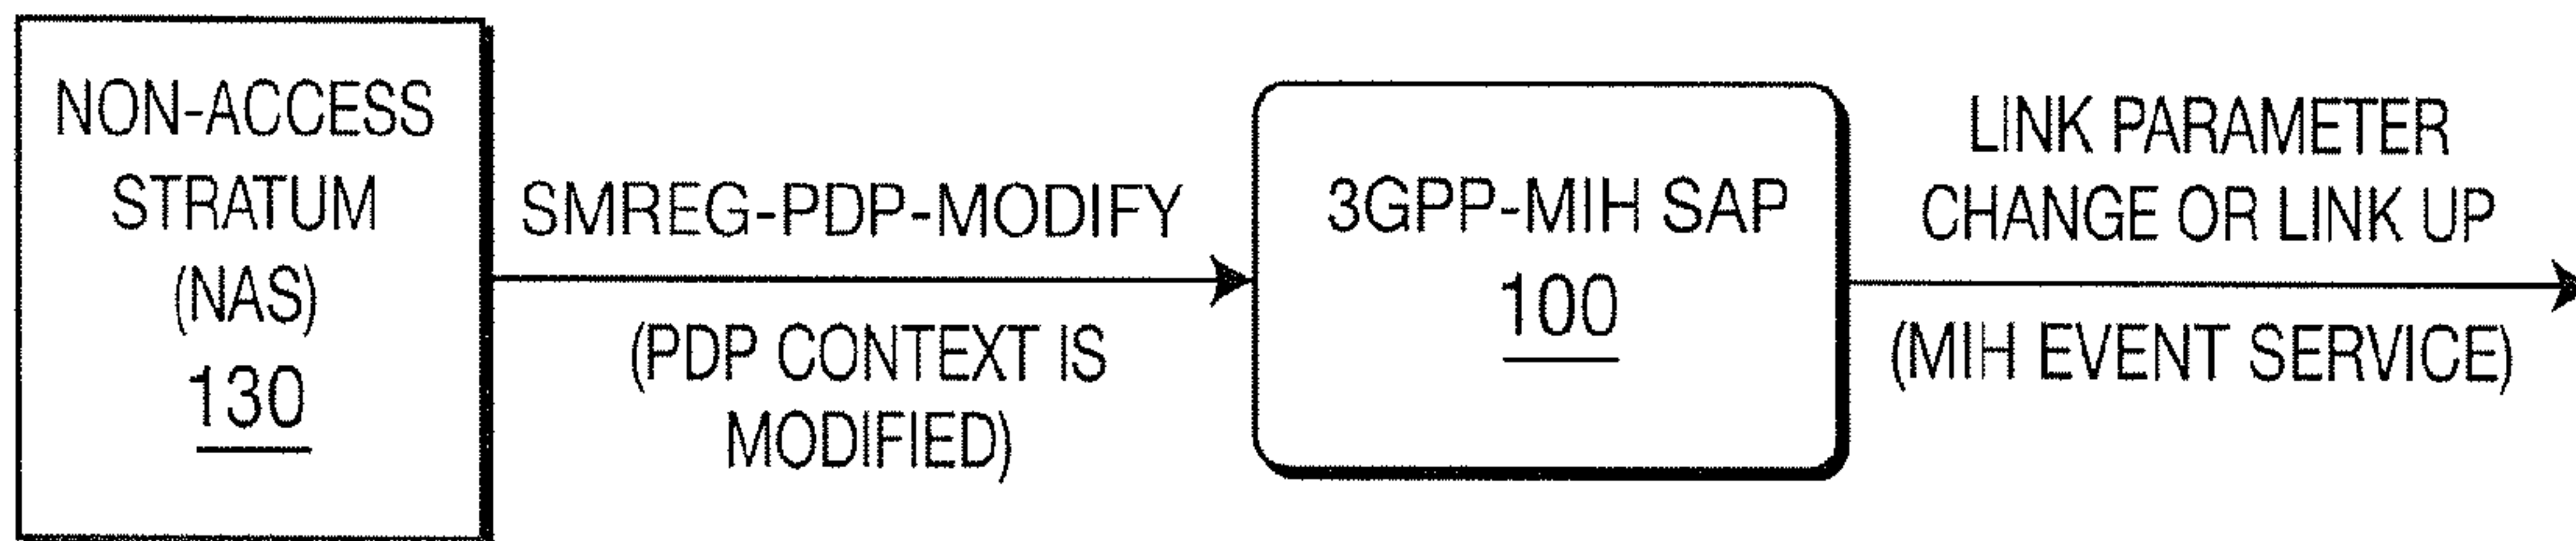 NON-ACCESS
STRATUM
(NAS)
130
SMREG-PDP-MODIFY
(PDP CONTEXT IS
MODIFIED)
3GPP-MIH SAP
100
LINK PARAMETER
CHANGE OR LINK UP
(MIH EVENT SERVICE)